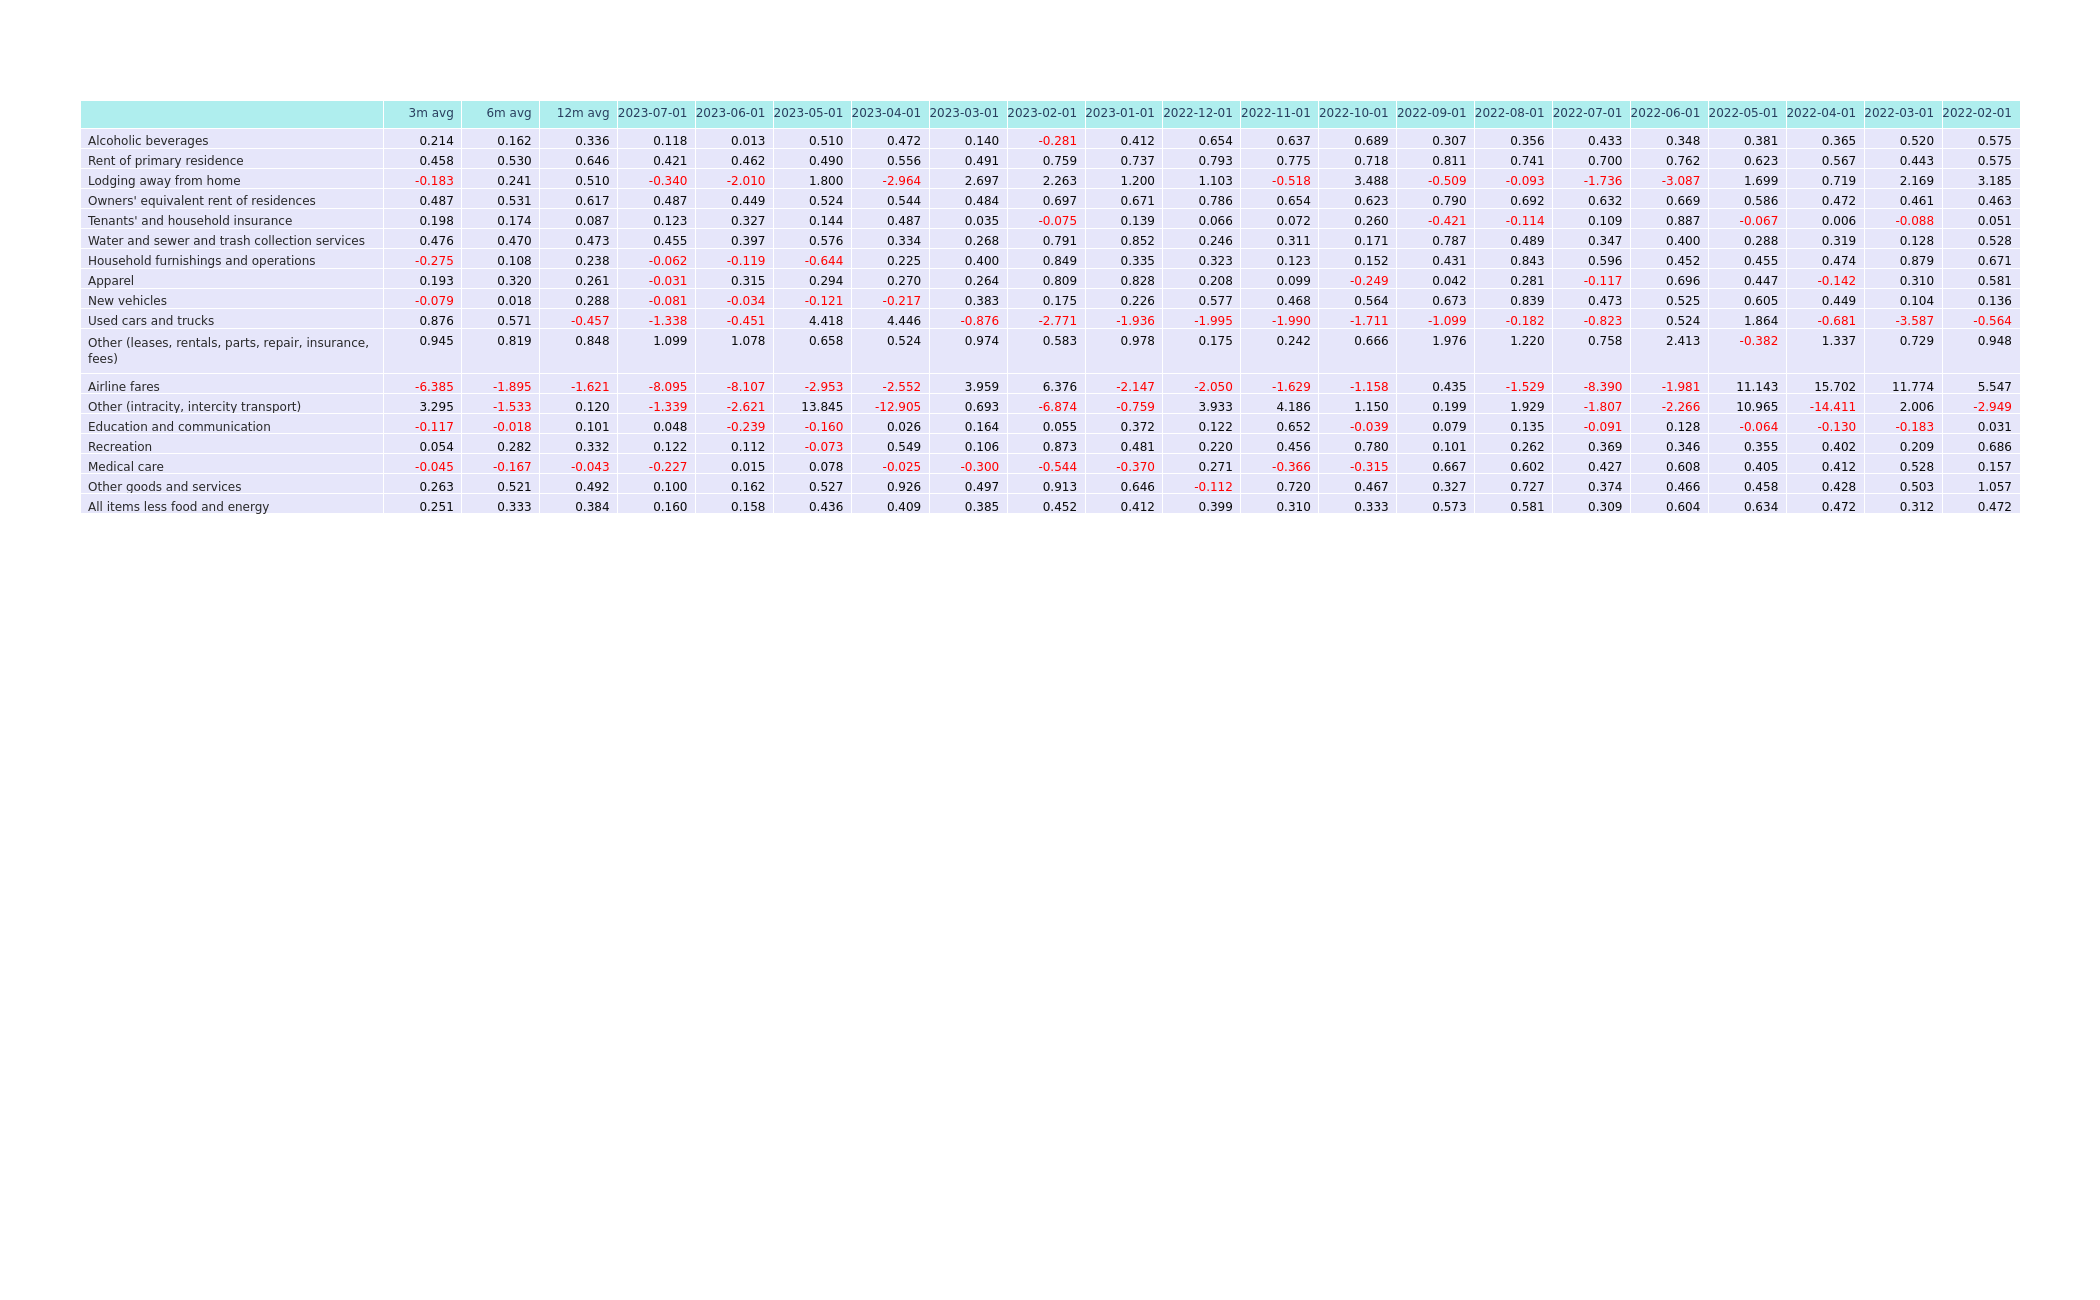 3m avg 6m avg 12m avg 2023-07-01 2023-06-01 2023-05-01 2023-04-01 2023-03-01 2023-02-01 2023-01-01 2022-12-01 2022-11-01 2022-10-01 2022-09-01 2022-08-01 2022-07-01 2022-06-01 2022-05-01 2022-04-01 2022-03-01 2022-02-01
Alcoholic beverages 0.214 0.162 0.336 0.118 0.013 0.510 0.472 0.140 -0.281 0.412 0.654 0.637 0.689 0.307 0.356 0.433 0.348 0.381 0.365 0.520 0.575
Rent of primary residence 0.458 0.530 0.646 0.421 0.462 0.490 0.556 0.491 0.759 0.737 0.793 0.775 0.718 0.811 0.741 0.700 0.762 0.623 0.567 0.443 0.575
Lodging away from home -0.183 0.241 0.510 -0.340 -2.010 1.800 -2.964 2.697 2.263 1.200 1.103 -0.518 3.488 -0.509 -0.093 -1.736 -3.087 1.699 0.719 2.169 3.185
Owners' equivalent rent of residences 0.487 0.531 0.617 0.487 0.449 0.524 0.544 0.484 0.697 0.671 0.786 0.654 0.623 0.790 0.692 0.632 0.669 0.586 0.472 0.461 0.463
Tenants' and household insurance 0.198 0.174 0.087 0.123 0.327 0.144 0.487 0.035 -0.075 0.139 0.066 0.072 0.260 -0.421 -0.114 0.109 0.887 -0.067 0.006 -0.088 0.051
Water and sewer and trash collection services 0.476 0.470 0.473 0.455 0.397 0.576 0.334 0.268 0.791 0.852 0.246 0.311 0.171 0.787 0.489 0.347 0.400 0.288 0.319 0.128 0.528
Household furnishings and operations -0.275 0.108 0.238 -0.062 -0.119 -0.644 0.225 0.400 0.849 0.335 0.323 0.123 0.152 0.431 0.843 0.596 0.452 0.455 0.474 0.879 0.671
Apparel 0.193 0.320 0.261 -0.031 0.315 0.294 0.270 0.264 0.809 0.828 0.208 0.099 -0.249 0.042 0.281 -0.117 0.696 0.447 -0.142 0.310 0.581
New vehicles -0.079 0.018 0.288 -0.081 -0.034 -0.121 -0.217 0.383 0.175 0.226 0.577 0.468 0.564 0.673 0.839 0.473 0.525 0.605 0.449 0.104 0.136
Used cars and trucks 0.876 0.571 -0.457 -1.338 -0.451 4.418 4.446 -0.876 -2.771 -1.936 -1.995 -1.990 -1.711 -1.099 -0.182 -0.823 0.524 1.864 -0.681 -3.587 -0.564
Other (leases, rentals, parts, repair, insurance, 0.945 0.819 0.848 1.099 1.078 0.658 0.524 0.974 0.583 0.978 0.175 0.242 0.666 1.976 1.220 0.758 2.413 -0.382 1.337 0.729 0.948
fees)
Airline fares -6.385 -1.895 -1.621 -8.095 -8.107 -2.953 -2.552 3.959 6.376 -2.147 -2.050 -1.629 -1.158 0.435 -1.529 -8.390 -1.981 11.143 15.702 11.774 5.547
Other (intracity, intercity transport) 3.295 -1.533 0.120 -1.339 -2.621 13.845 -12.905 0.693 -6.874 -0.759 3.933 4.186 1.150 0.199 1.929 -1.807 -2.266 10.965 -14.411 2.006 -2.949
Education and communication -0.117 -0.018 0.101 0.048 -0.239 -0.160 0.026 0.164 0.055 0.372 0.122 0.652 -0.039 0.079 0.135 -0.091 0.128 -0.064 -0.130 -0.183 0.031
Recreation 0.054 0.282 0.332 0.122 0.112 -0.073 0.549 0.106 0.873 0.481 0.220 0.456 0.780 0.101 0.262 0.369 0.346 0.355 0.402 0.209 0.686
Medical care -0.045 -0.167 -0.043 -0.227 0.015 0.078 -0.025 -0.300 -0.544 -0.370 0.271 -0.366 -0.315 0.667 0.602 0.427 0.608 0.405 0.412 0.528 0.157
Other goods and services 0.263 0.521 0.492 0.100 0.162 0.527 0.926 0.497 0.913 0.646 -0.112 0.720 0.467 0.327 0.727 0.374 0.466 0.458 0.428 0.503 1.057
All items less food and energy 0.251 0.333 0.384 0.160 0.158 0.436 0.409 0.385 0.452 0.412 0.399 0.310 0.333 0.573 0.581 0.309 0.604 0.634 0.472 0.312 0.472